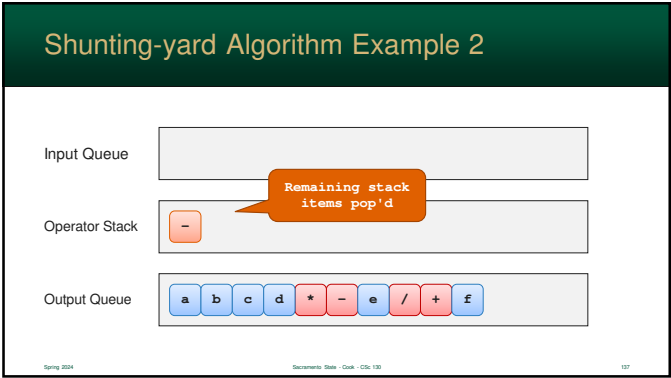 Shunting-yard Algorithm Example 2
Input Queue
Remaining stack
items pop'd
Operator Stack
-
Output Queue
a b c d * - e / + f
Spring 2024
Sacramento State - Cook - CSc 130
137